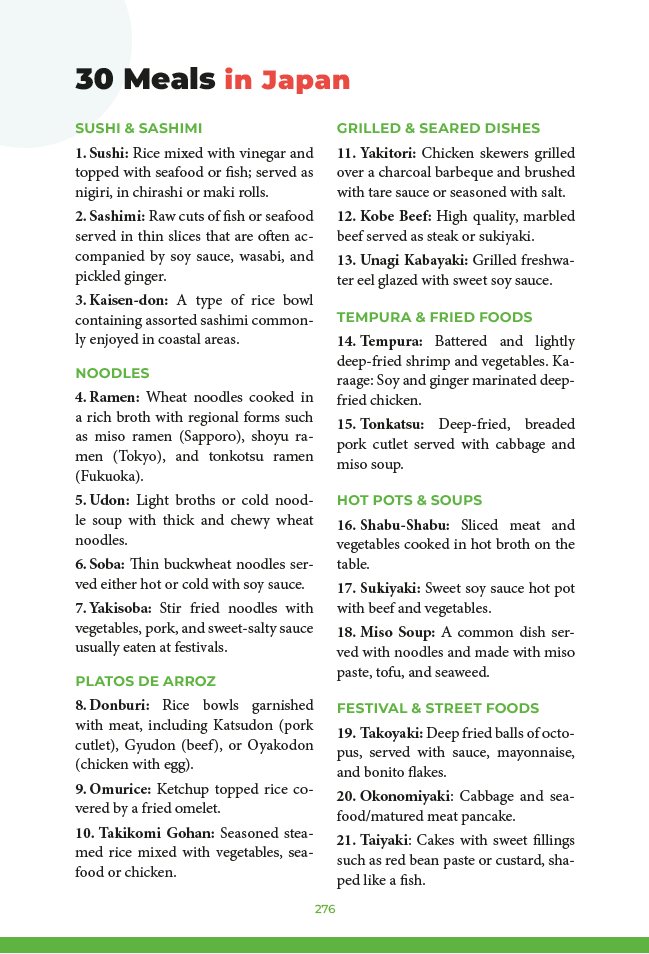 30 Meals in Japan
SUSHI & SASHIMI
1. Sushi: Rice mixed with vinegar and
topped with seafood or fish; served as
nigiri, in chirashi or maki rolls.
2. Sashimi: Raw cuts of fish or seafood
served in thin slices that are often ac-
companied by soy sauce, wasabi, and
pickled ginger.
3. Kaisen-don: A type of rice bowl
containing assorted sashimi common-
ly enjoyed in coastal areas.
NOODLES
4. Ramen: Wheat noodles cooked in
a rich broth with regional forms such
as miso ramen (Sapporo), shoyu ra-
men (Tokyo), and tonkotsu ramen
(Fukuoka).
5. Udon: Light broths or cold nood-
le soup with thick and chewy wheat
noodles.
6. Soba: Thin buckwheat noodles ser-
ved either hot or cold with soy sauce.
7. Yakisoba: Stir fried noodles with
vegetables, pork, and sweet-salty sauce
usually eaten at festivals.
PLATOS DE ARROZ
8. Donburi: Rice bowls garnished
with meat, including Katsudon (pork
cutlet), Gyudon (beef), or Oyakodon
(chicken with egg).
9. Omurice: Ketchup topped rice co-
vered by a fried omelet.
10. Takikomi Gohan: Seasoned stea-
med rice mixed with vegetables, sea-
food or chicken.
GRILLED & SEARED DISHES
11. Yakitori: Chicken skewers grilled
over a charcoal barbeque and brushed
with tare sauce or seasoned with salt.
12. Kobe Beef: High quality, marbled
beef served as steak or sukiyaki.
13. Unagi Kabayaki: Grilled freshwa-
ter eel glazed with sweet soy sauce.
TEMPURA & FRIED FOODS
14. Tempura: Battered and lightly
deep-fried shrimp and vegetables. Ka-
raage: Soy and ginger marinated deep-
fried chicken.
15. Tonkatsu: Deep-fried, breaded
pork cutlet served with cabbage and
miso soup.
HOT POTS & SOUPS
16. Shabu-Shabu: Sliced meat and
vegetables cooked in hot broth on the
table.
17. Sukiyaki: Sweet soy sauce hot pot
with beef and vegetables.
18. Miso Soup: A common dish ser-
ved with noodles and made with miso
paste, tofu, and seaweed.
FESTIVAL & STREET FOODS
19. Takoyaki: Deep fried balls of octo-
pus, served with sauce, mayonnaise,
and bonito flakes.
20. Okonomiyaki: Cabbage and sea-
food/matured meat pancake.
21. Taiyaki: Cakes with sweet fillings
such as red bean paste or custard, sha-
ped like a fish.
276